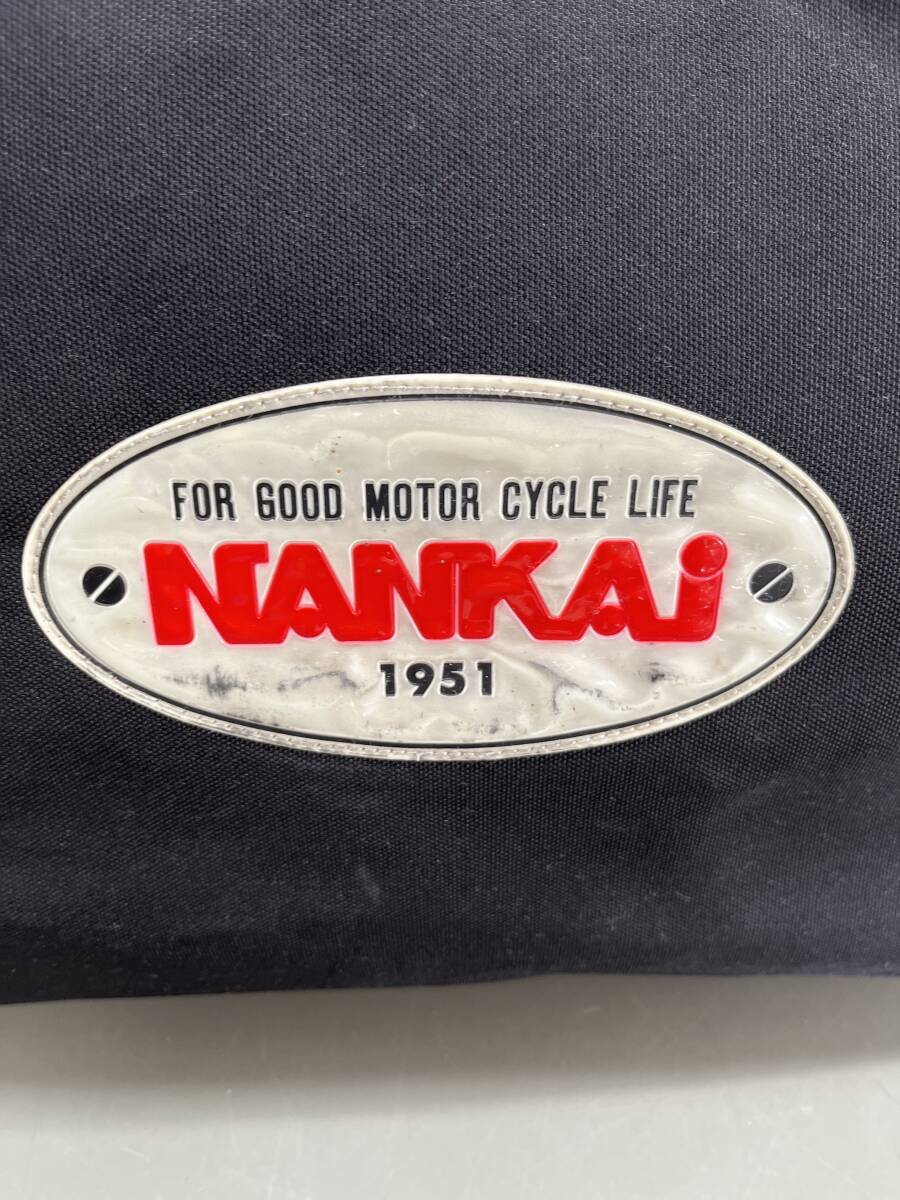 FOR GOOD MOTOR CYCLE LIFE
NANKAi
1951